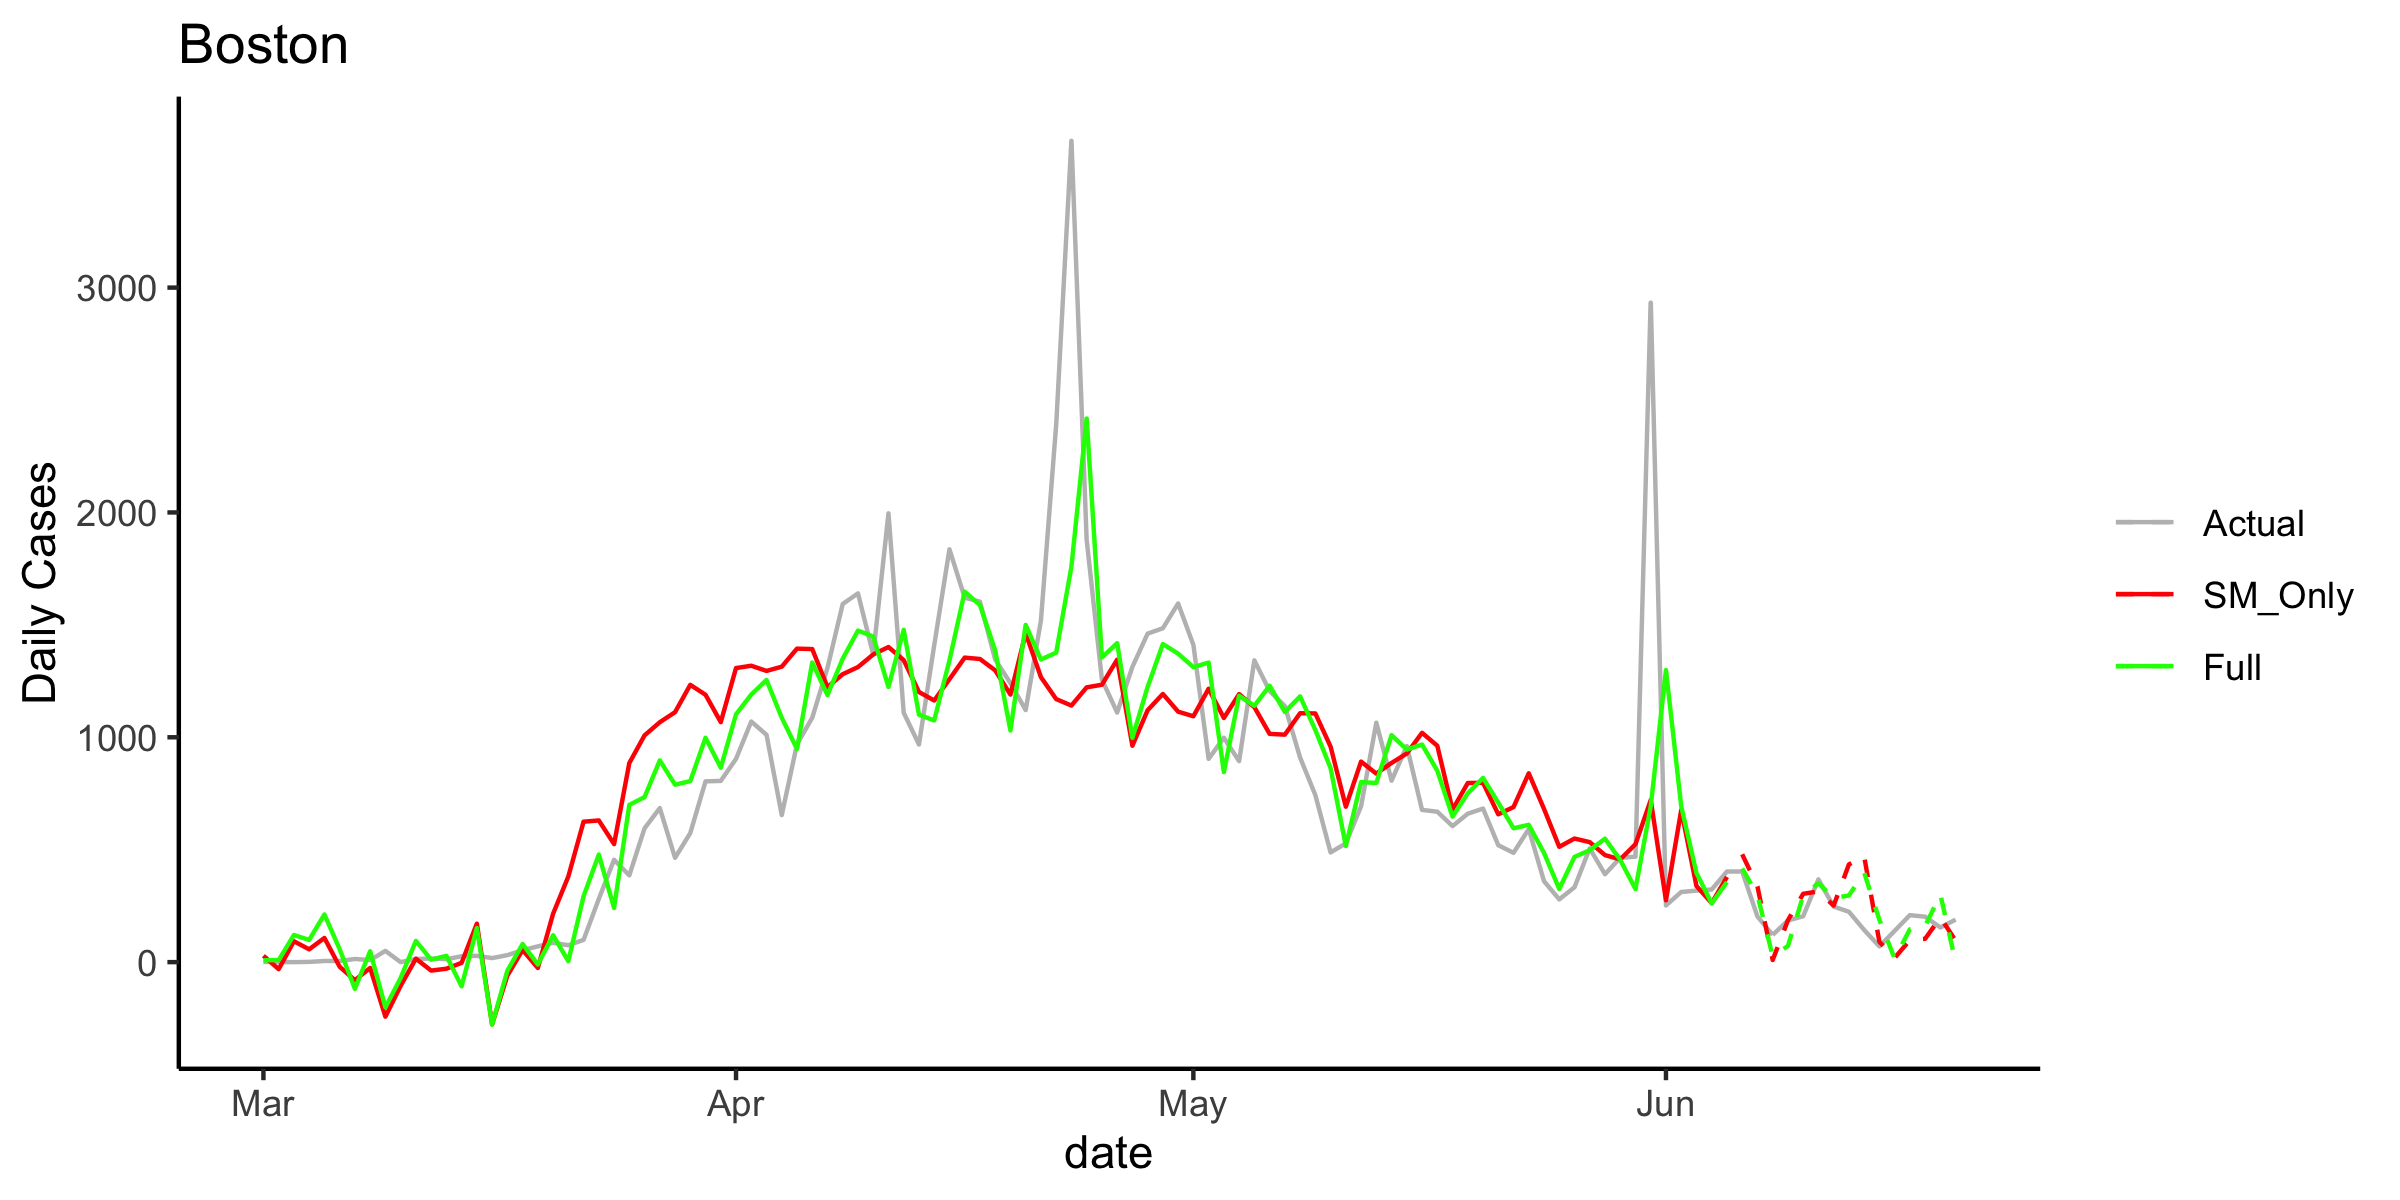 Boston
Daily Cases
3000
2000
1000
0
Mar Apr May Jun
date
Actual
SM_Only
Full